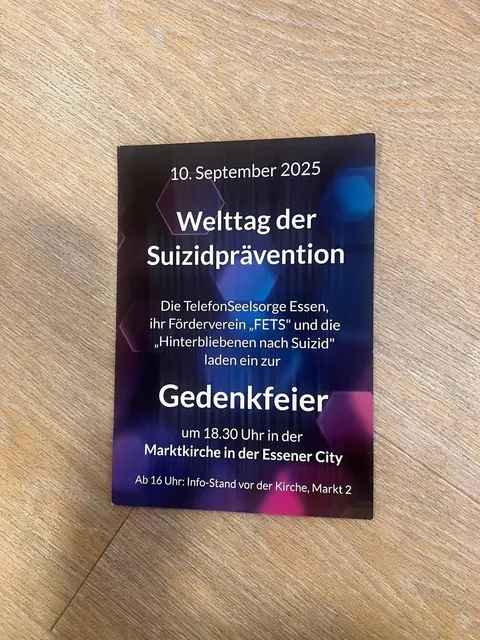 10. September 2025
Welttag der
Suizidprävention
Die TelefonSeelsorge Essen,
ihr Förderverein „FETS" und die
„Hinterbliebenen nach Suizid"
laden ein zur
Gedenkfeier
um 18.30 Uhr in der
Marktkirche in der Essener City
Ab 16 Uhr: Info-Stand vor der Kirche, Markt 2